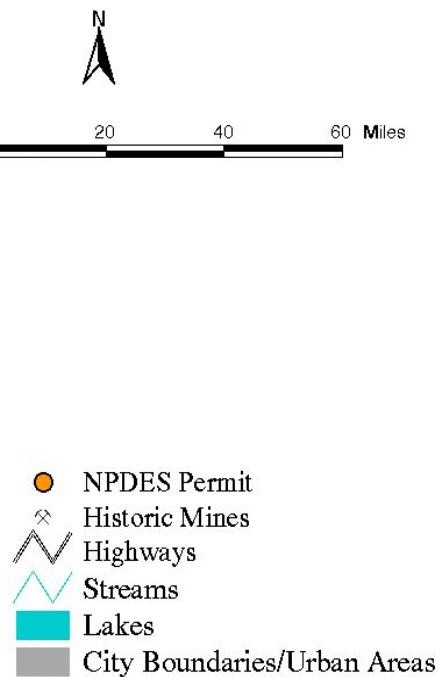 N
20 40 60 Miles
NPDES Permit
Historic Mines
Highways
Streams
Lakes
City Boundaries/Urban Areas